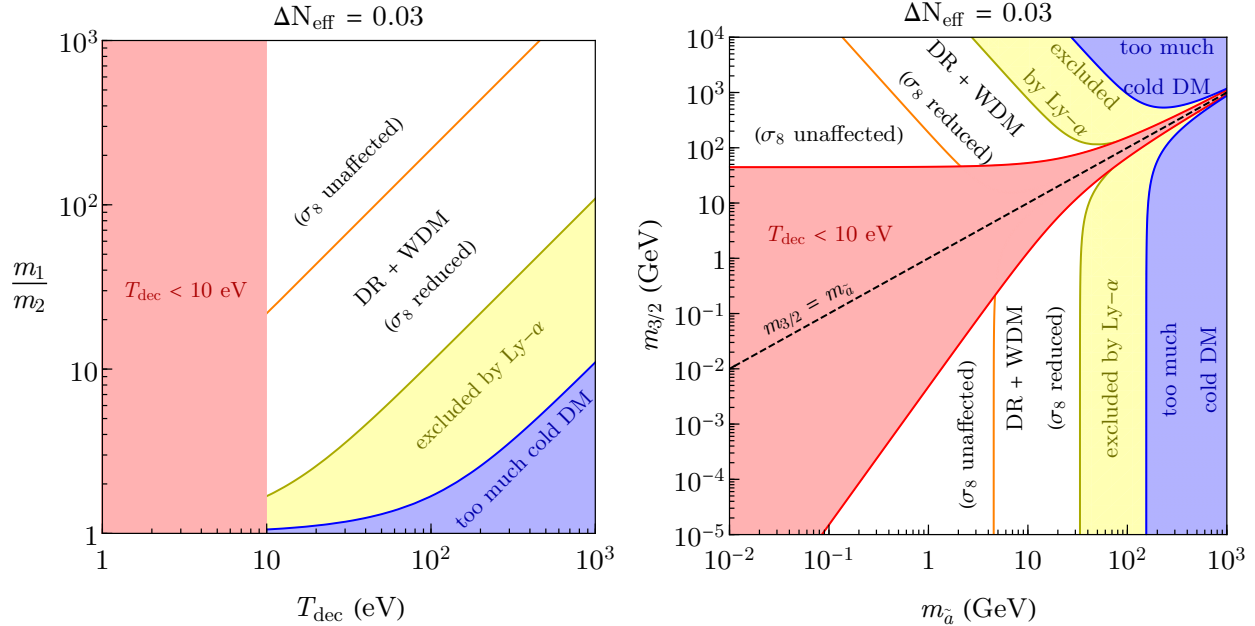 ΔN_eff = 0.03
10^3
10^2
10
1
m_1
m_2
1
10
10^2
10^3
T_dec (eV)
T_dec < 10 eV
(σ_8 unaffected)
DR + WDM
(σ_8 reduced)
excluded by Ly-α
too much cold DM
ΔN_eff = 0.03
10^4
10^3
10^2
10
1
10^-1
10^-2
10^-3
10^-4
10^-5
m_3/2 (GeV)
10^-2
10^-1
1
10
10^2
10^3
m_ã (GeV)
(σ_8 unaffected)
DR + WDM
(σ_8 reduced)
excluded
by Ly-α
too much
cold DM
T_dec < 10 eV
m_3/2 = m_ã
(σ_8 unaffected)
DR + WDM
(σ_8 reduced)
excluded by Ly-α
too much
cold DM